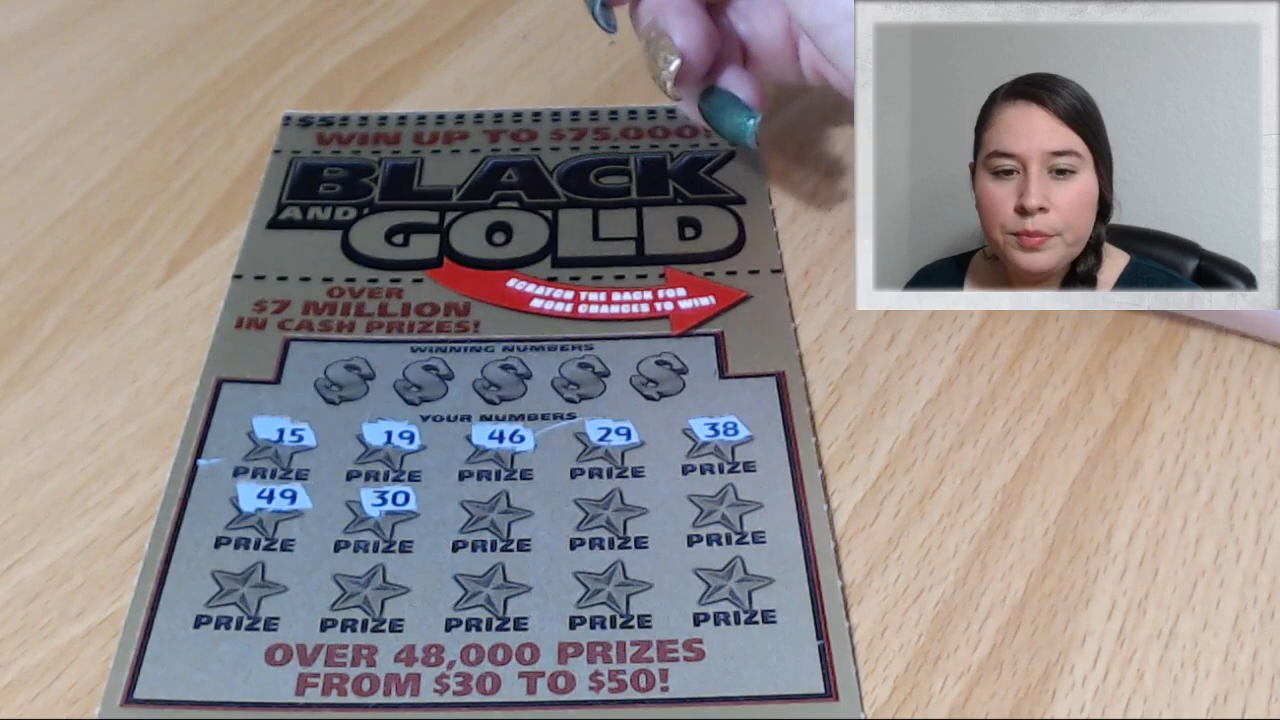 $5
WIN UP TO $75,000!
BLACK
AND
GOLD
SCRATCH THE BACK FOR
MORE CHANCES TO WIN!
OVER
$7 MILLION
IN CASH PRIZES!
WINNING NUMBERS
YOUR NUMBERS
15 19 46 29 38
PRIZE PRIZE PRIZE PRIZE PRIZE
49 30
PRIZE PRIZE PRIZE PRIZE PRIZE
PRIZE PRIZE PRIZE PRIZE PRIZE
OVER 48,000 PRIZES
FROM $30 TO $50!